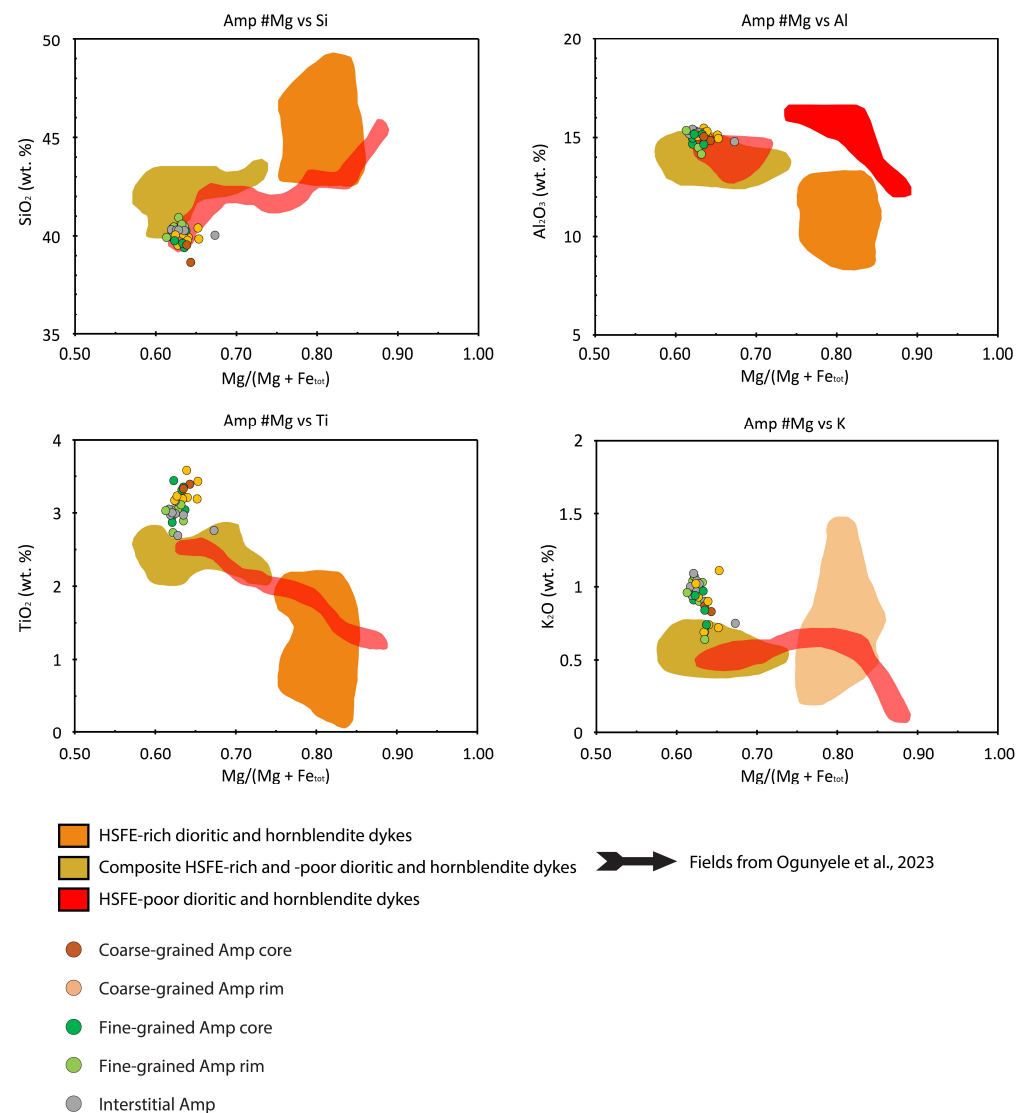 Amp #Mg vs Si
50
45
40
35
SiO₂ (wt. %)
0.50 0.60 0.70 0.80 0.90 1.00
Mg/(Mg + Feₜₒₜ)
Amp #Mg vs Al
20
15
10
5
Al₂O₃ (wt. %)
0.50 0.60 0.70 0.80 0.90 1.00
Mg/(Mg + Feₜₒₜ)
Amp #Mg vs Ti
4
3
2
1
0
TiO₂ (wt. %)
0.50 0.60 0.70 0.80 0.90 1.00
Mg/(Mg + Feₜₒₜ)
Amp #Mg vs K
2
1.5
1
0.5
0
K₂O (wt. %)
0.50 0.60 0.70 0.80 0.90 1.00
Mg/(Mg + Feₜₒₜ)
HSFE-rich dioritic and hornblendite dykes
Composite HSFE-rich and -poor dioritic and hornblendite dykes
HSFE-poor dioritic and hornblendite dykes
Fields from Ogunyele et al., 2023
Coarse-grained Amp core
Coarse-grained Amp rim
Fine-grained Amp core
Fine-grained Amp rim
Interstitial Amp